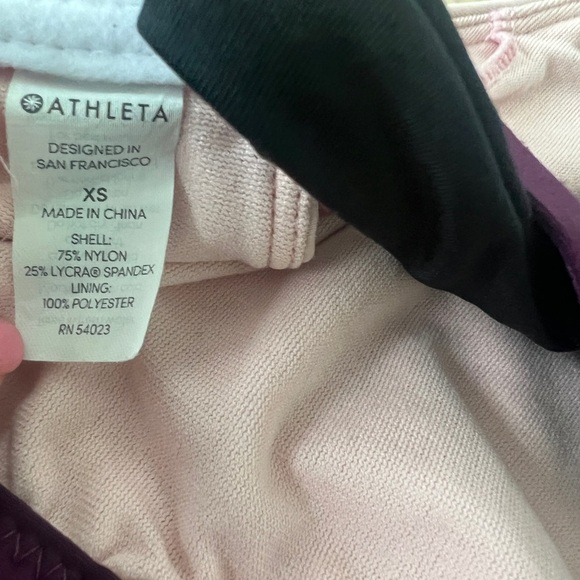 ATHLETA
DESIGNED IN
SAN FRANCISCO
XS
MADE IN CHINA
SHELL:
75% NYLON
25% LYCRA® SPANDEX
LINING:
100% POLYESTER
RN 54023